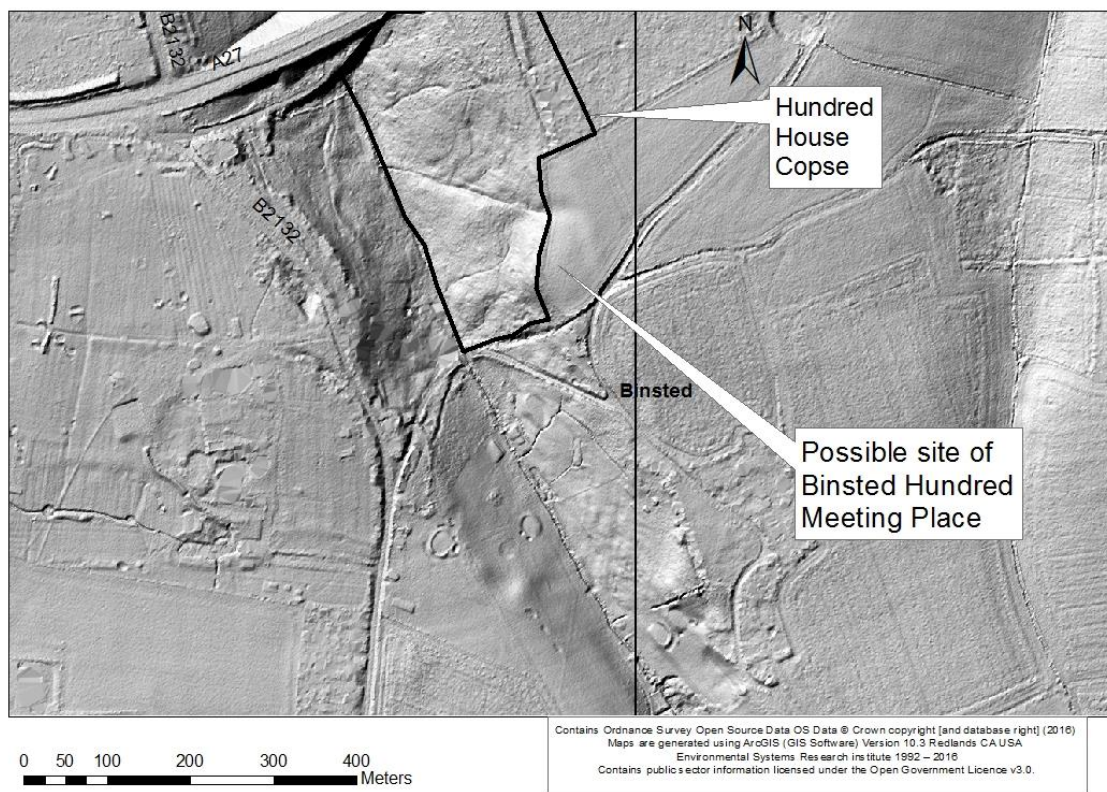 B2132
A27
N
Hundred
House
Copse
B2132
Binsted
Possible site of
Binsted Hundred
Meeting Place
0 50 100 200 300 400
Meters
Contains Ordnance Survey Open Source Data OS Data © Crown copyright [and database right] (2016)
Maps are generated using ArcGIS (GIS Software) Version 10.3 Redlands CA USA
Environmental Systems Research institute 1992 – 2016
Contains public sector information licensed under the Open Government Licence v3.0.